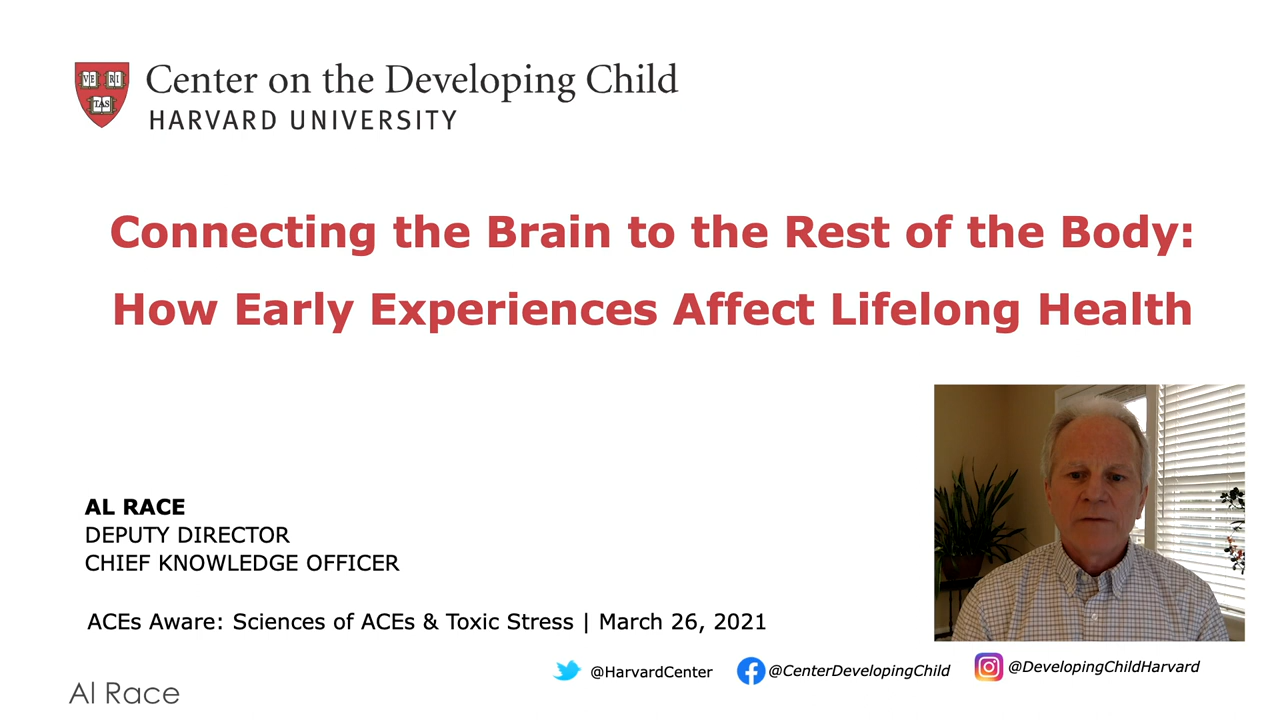 VE RI
TAS
Center on the Developing Child
HARVARD UNIVERSITY
Connecting the Brain to the Rest of the Body:
How Early Experiences Affect Lifelong Health
AL RACE
DEPUTY DIRECTOR
CHIEF KNOWLEDGE OFFICER
ACEs Aware: Sciences of ACEs & Toxic Stress | March 26, 2021
@HarvardCenter @CenterDevelopingChild @DevelopingChildHarvard
Al Race